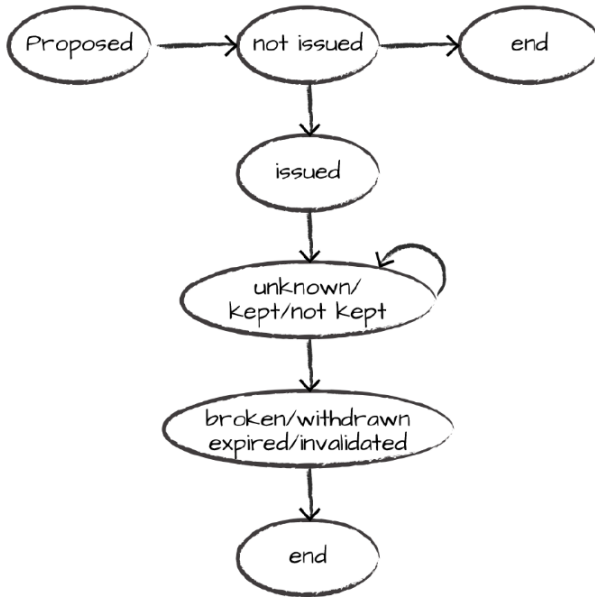 Proposed
not issued
end
issued
unknown/
kept/not kept
broken/withdrawn
expired/invalidated
end